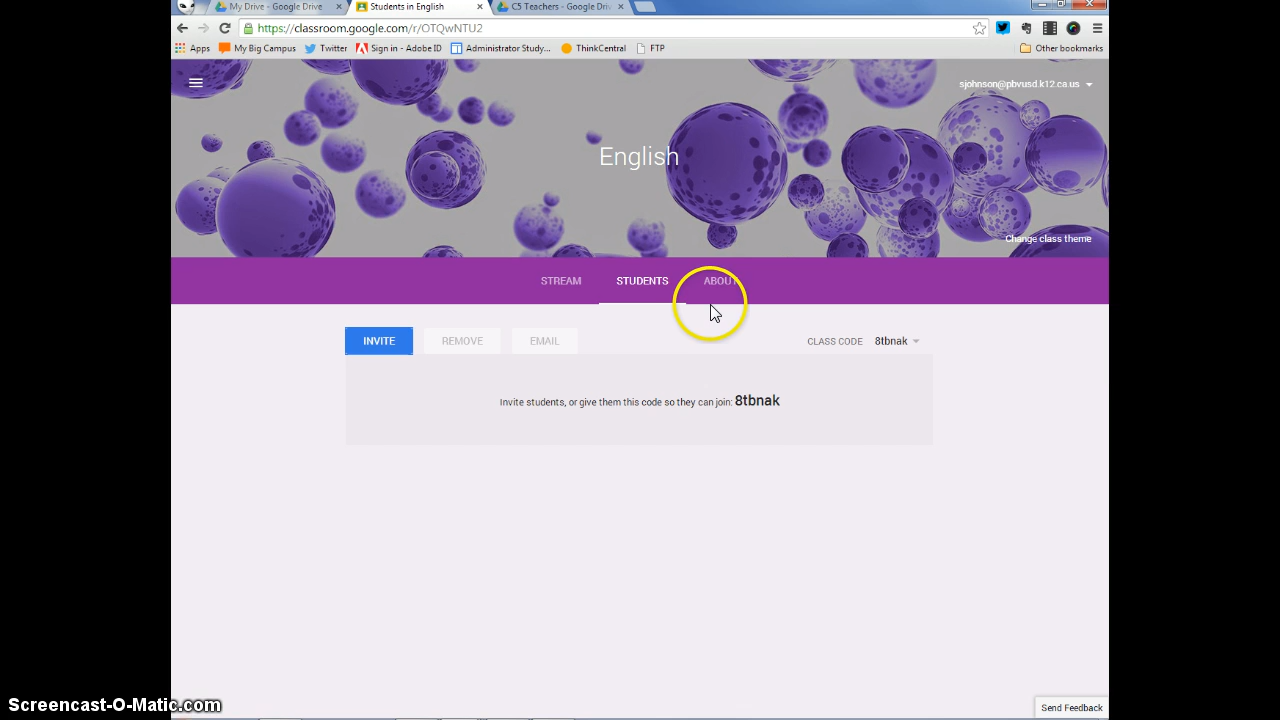 My Drive - Google Drive
Students in English
C5 Teachers - Google Driv
https://classroom.google.com/r/OTQwNTU2
Apps My Big Campus Twitter Sign in - Adobe ID Administrator Study... ThinkCentral FTP Other bookmarks
sjohnson@pbvusd.k12.ca.us
English
Change class theme
STREAM STUDENTS ABOUT
INVITE REMOVE EMAIL CLASS CODE 8tbnak
Invite students, or give them this code so they can join: 8tbnak
Send Feedback
Screencast-O-Matic.com